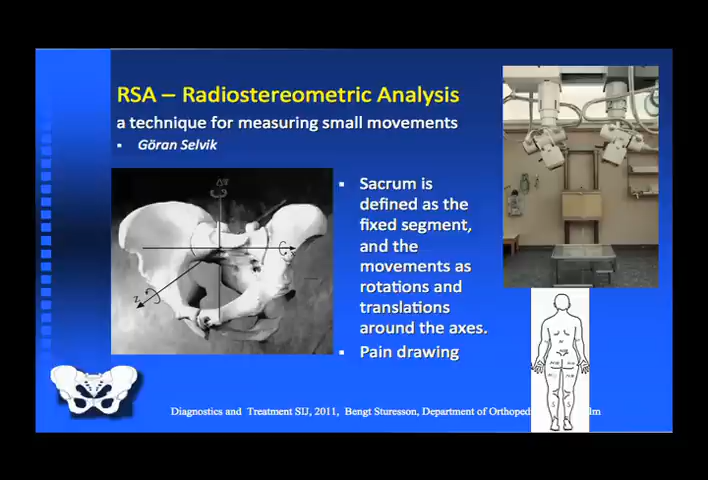 RSA – Radiostereometric Analysis
a technique for measuring small movements
▪ Göran Selvik
▪ Sacrum is
defined as the
fixed segment,
and the
movements as
rotations and
translations
around the axes.
▪ Pain drawing
Diagnostics and Treatment SIJ, 2011, Bengt Sturesson, Department of Orthoped lm